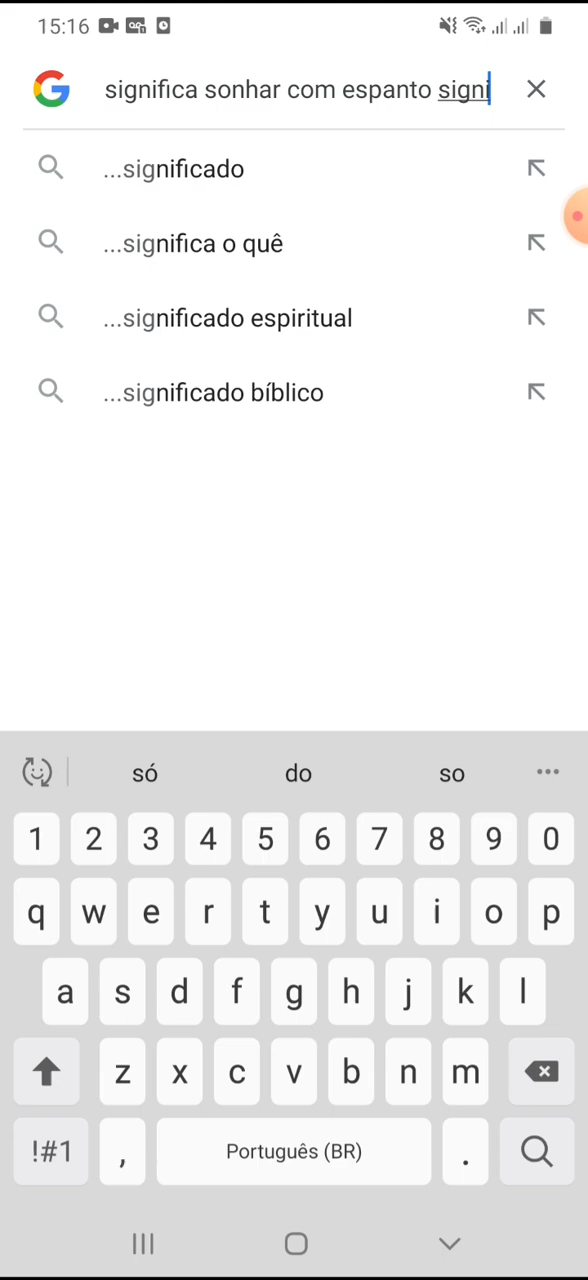 15:16
significa sonhar com espanto signi
...significado
...significa o quê
...significado espiritual
...significado bíblico
só do so
1 2 3 4 5 6 7 8 9 0
q w e r t y u i o p
a s d f g h j k l
z x c v b n m
!#1 , Português (BR) .